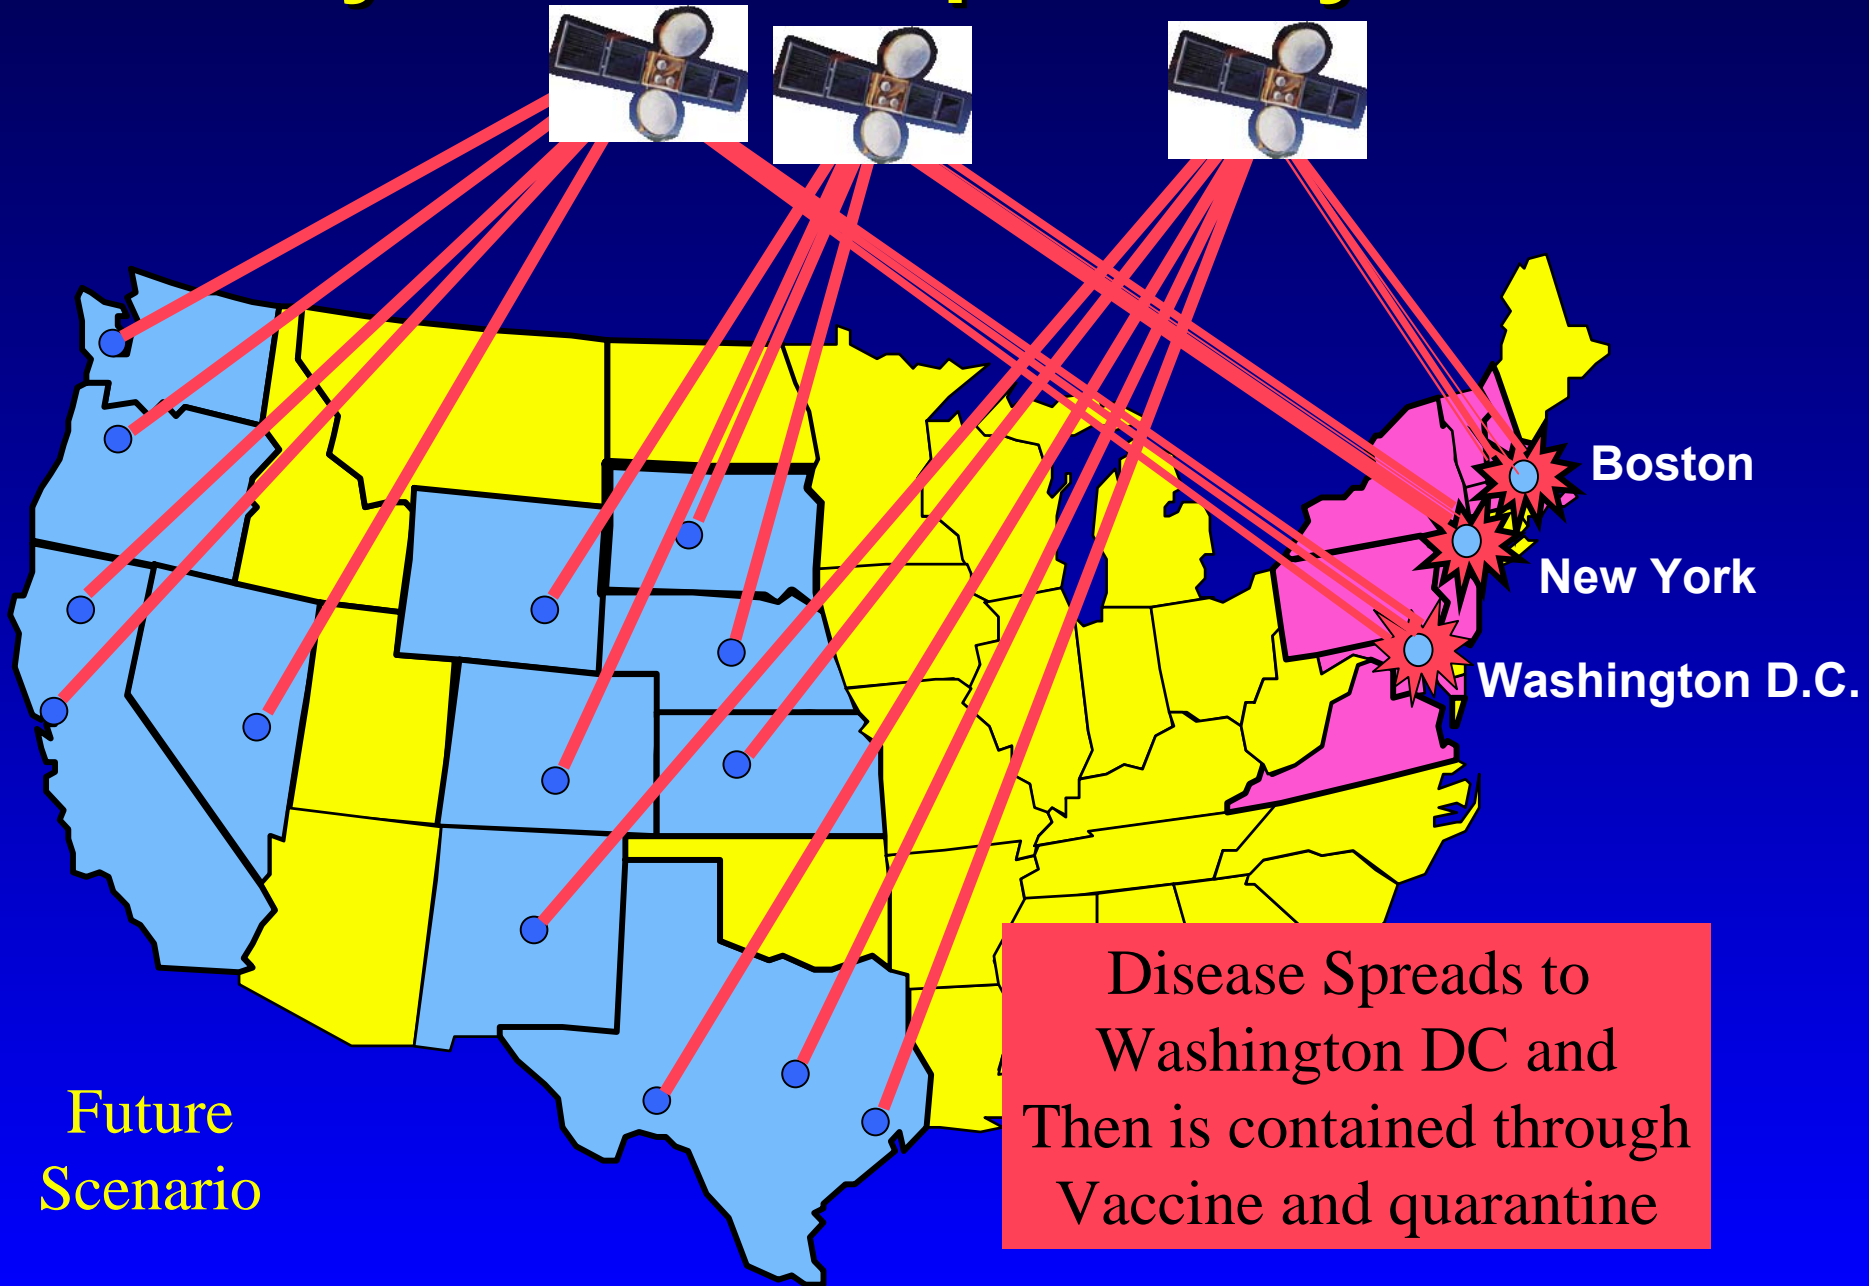 Boston
New York
Washington D.C.
Disease Spreads to
Washington DC and
Then is contained through
Vaccine and quarantine
Future
Scenario